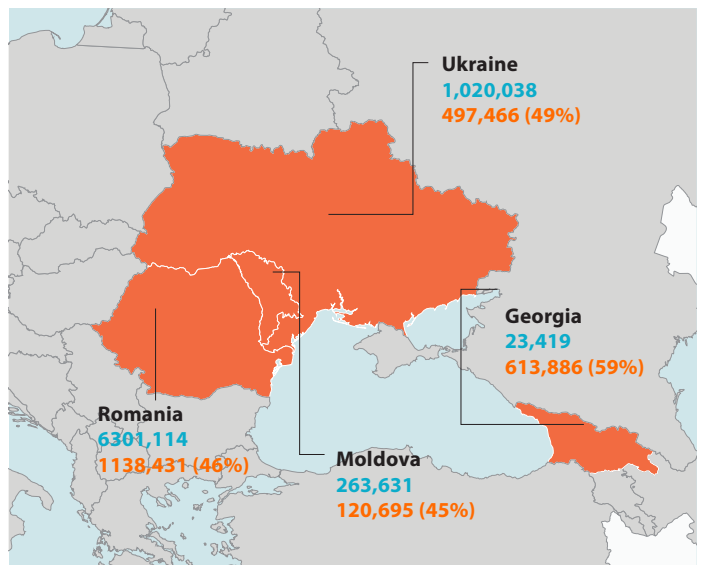 Ukraine
1,020,038
497,466 (49%)
Georgia
23,419
613,886 (59%)
Romania
6301,114
1138,431 (46%)
Moldova
263,631
120,695 (45%)